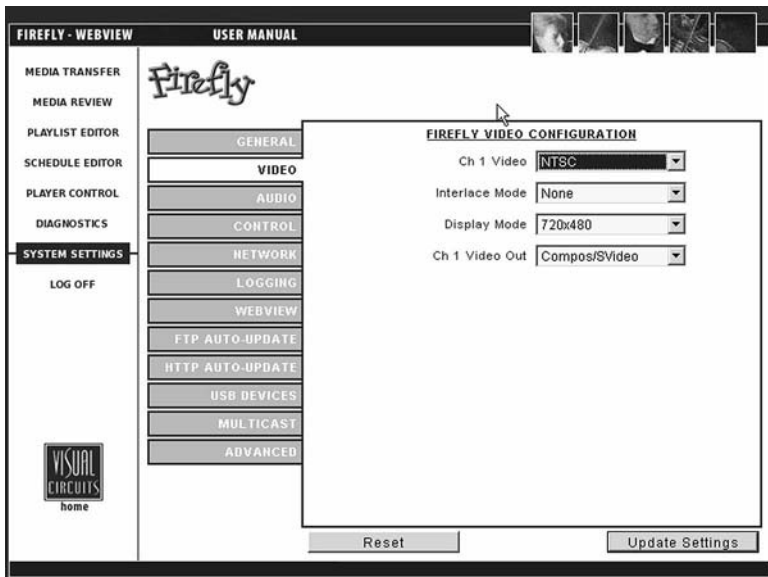 FIREFLY - WEBVIEW
USER MANUAL
MEDIA TRANSFER
MEDIA REVIEW
PLAYLIST EDITOR
SCHEDULE EDITOR
PLAYER CONTROL
DIAGNOSTICS
SYSTEM SETTINGS
LOG OFF
VISUAL
CIRCUITS
home
Firefly
GENERAL
VIDEO
AUDIO
CONTROL
NETWORK
LOGGING
WEBVIEW
FTP AUTO-UPDATE
HTTP AUTO-UPDATE
USB DEVICES
MULTICAST
ADVANCED
FIREFLY VIDEO CONFIGURATION
Ch 1 Video NTSC
Interlace Mode None
Display Mode 720x480
Ch 1 Video Out Compos/SVideo
Reset
Update Settings